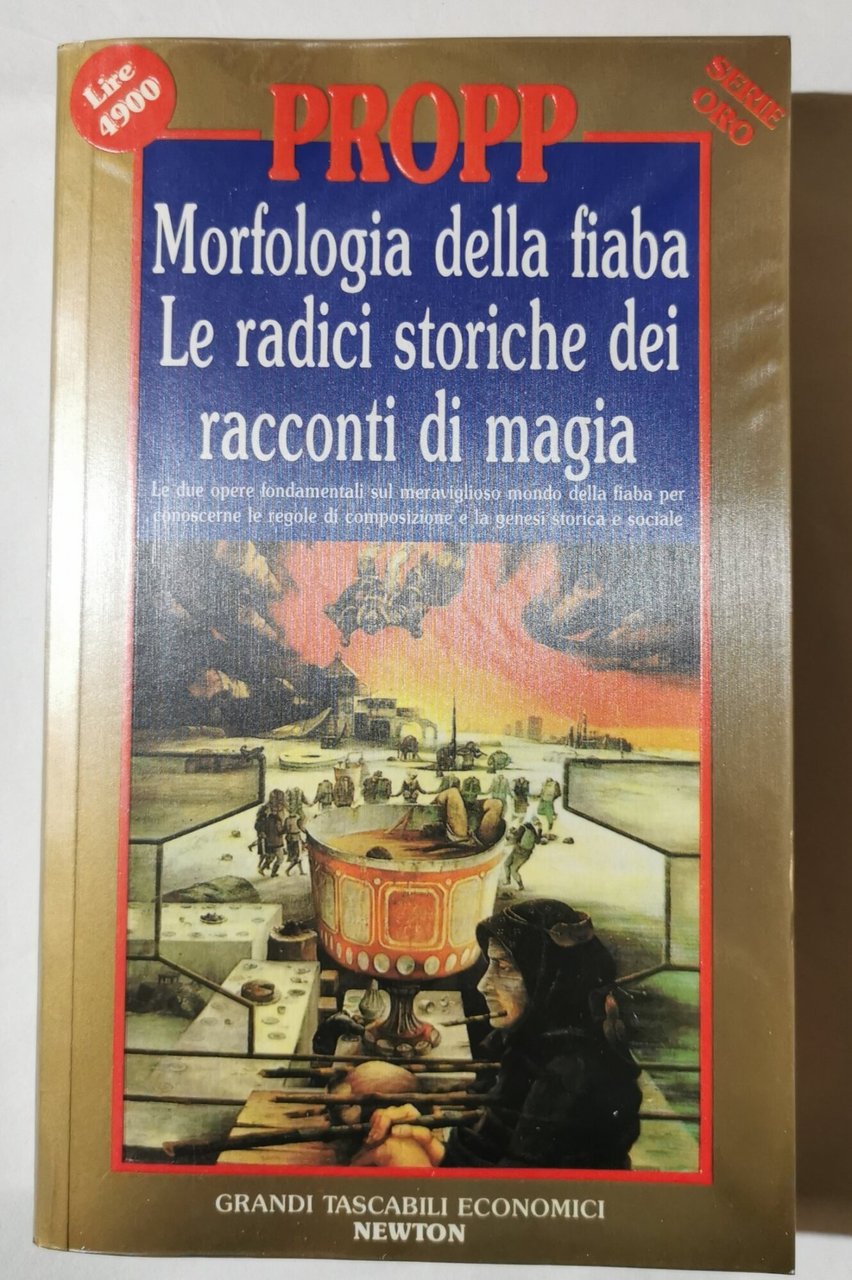 Lire
4900
SERIE
ORO
PROPP
Morfologia della fiaba
Le radici storiche dei
racconti di magia
Le due opere fondamentali sul meraviglioso mondo della fiaba per
conoscerne le regole di composizione e la genesi storica e sociale
GRANDI TASCABILI ECONOMICI
NEWTON